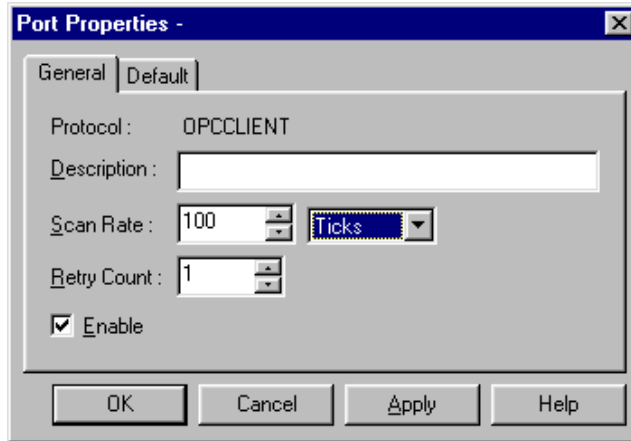 Port Properties -
General Default
Protocol : OPCCLIENT
Description :
Scan Rate : 100 Ticks
Retry Count : 1
Enable
OK Cancel Apply Help